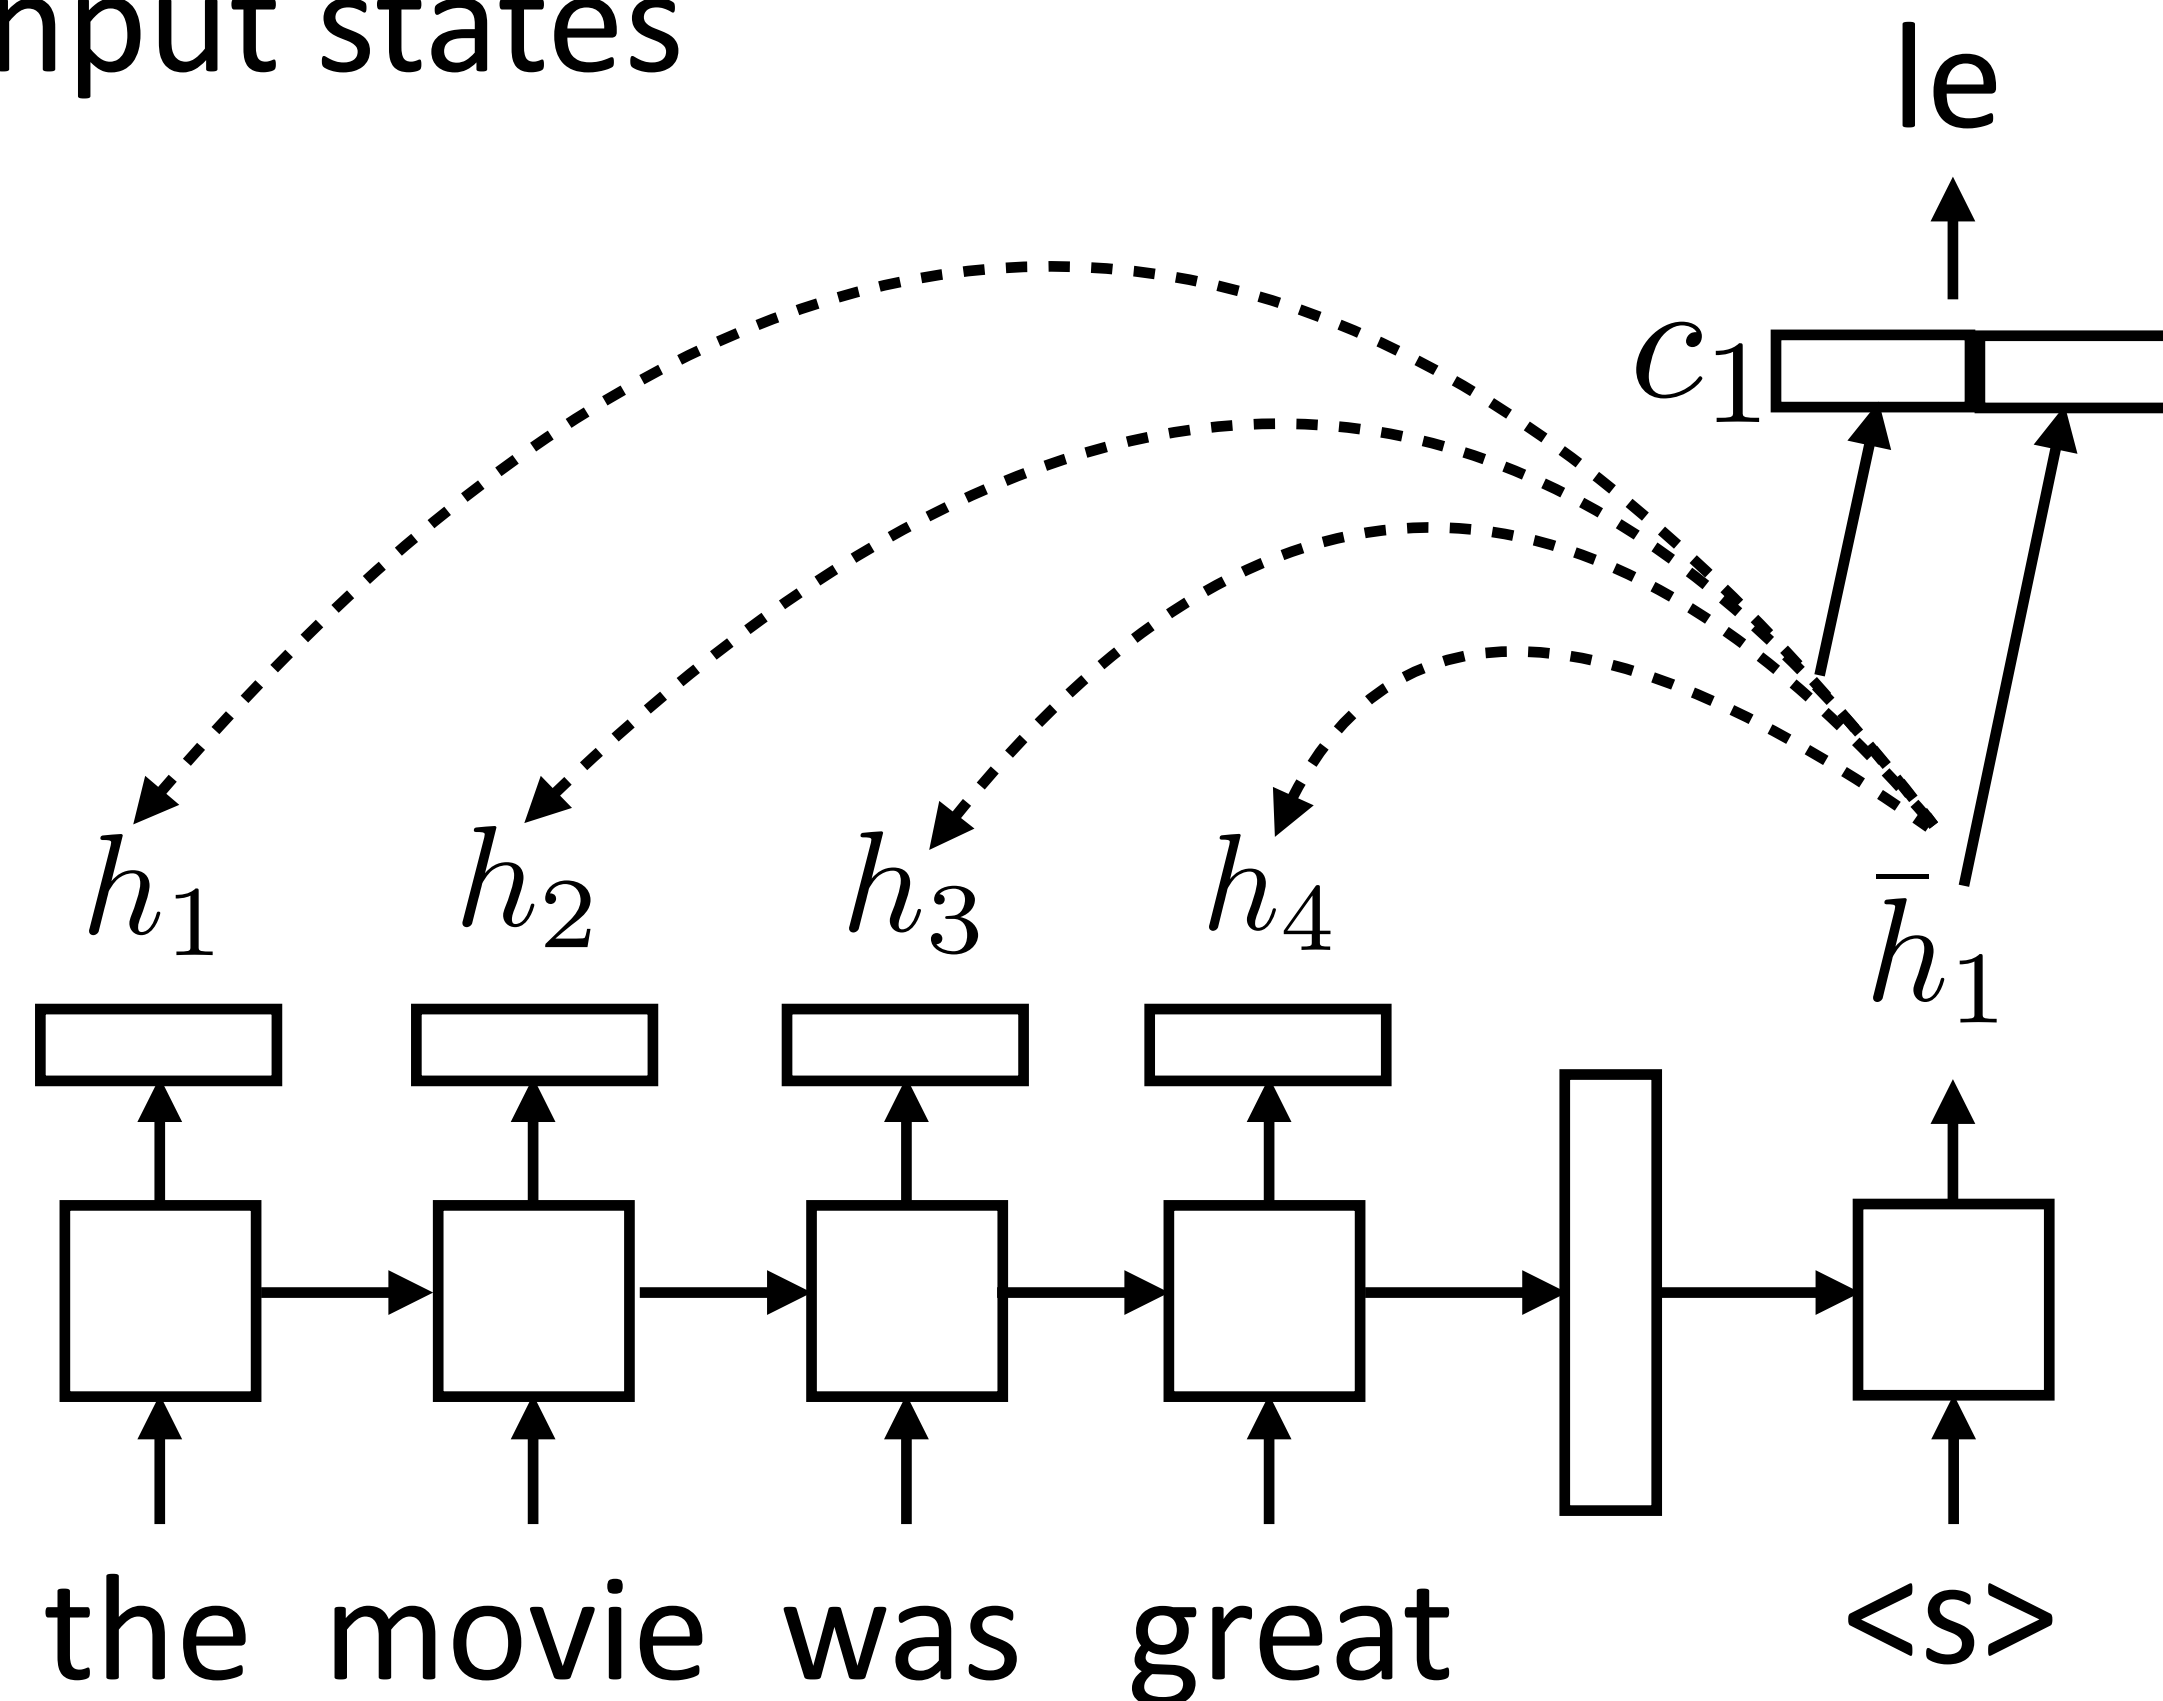 nput states
le
c1
h1 h2 h3 h4 h̄1
the movie was great <s>